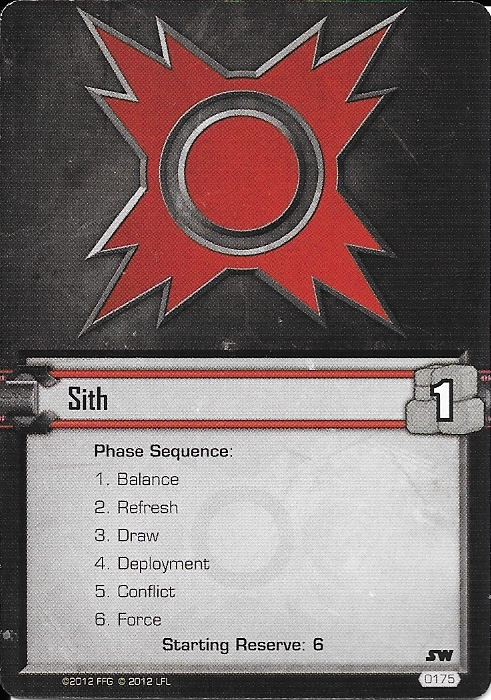 Sith
1
Phase Sequence:
1. Balance
2. Refresh
3. Draw
4. Deployment
5. Conflict
6. Force
Starting Reserve: 6
SW
©2012 FFG © 2012 LFL
0175